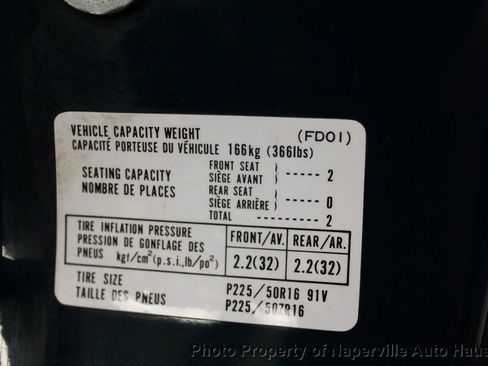 VEHICLE CAPACITY WEIGHT (FD01)
CAPACITÉ PORTEUSE DU VÉHICULE 166kg (366lbs)
SEATING CAPACITY
NOMBRE DE PLACES
FRONT SEAT
SIÈGE AVANT ) ----- 2
REAR SEAT
SIÈGE ARRIÈRE ) ----- 0
TOTAL ---------- 2
TIRE INFLATION PRESSURE
PRESSION DE GONFLAGE DES
PNEUS kgf/cm²(p.s.i.,lb/po²)
FRONT/AV. REAR/AR.
2.2(32) 2.2(32)
TIRE SIZE
TAILLE DES PNEUS
P225/50R16 91V
P225/50ZR16
Photo Property of Naperville Auto Haus